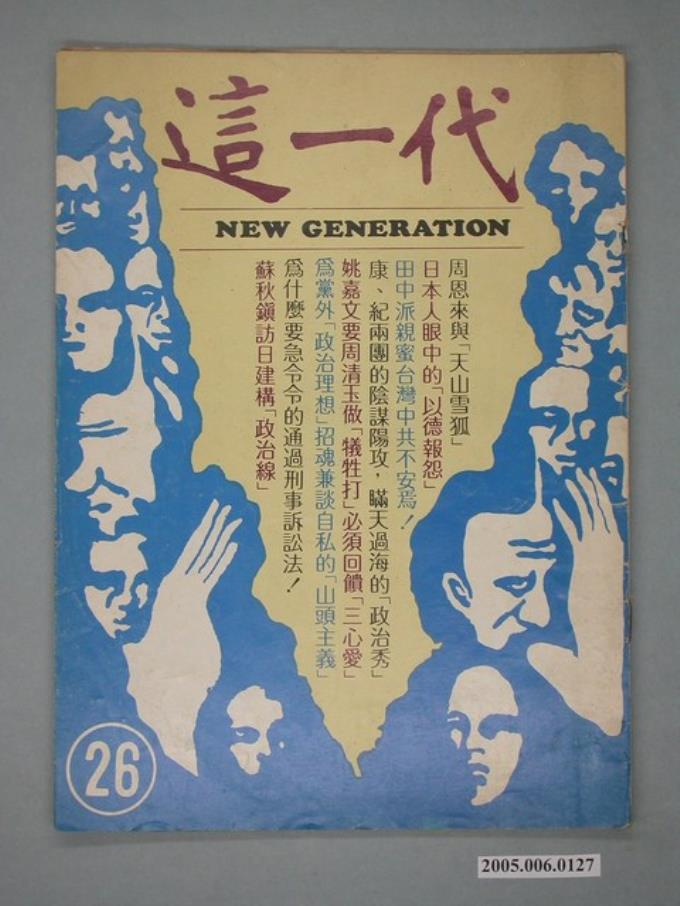 這一代
NEW GENERATION
周恩來與「天山雪狐」
日本人眼中的「以德報怨」
田中派親蜜台灣中共不安焉！
康、紀兩團的陰謀陽攻，瞞天過海的「政治秀」
姚嘉文要周清玉做「犧牲打」必須回饋「三心愛」
為黨外「政治理想」招魂兼談自私的「山頭主義」
為什麼要急令令的通過刑事訴訟法！
蘇秋鎮訪日建構「政治線」
26
2005.006.0127